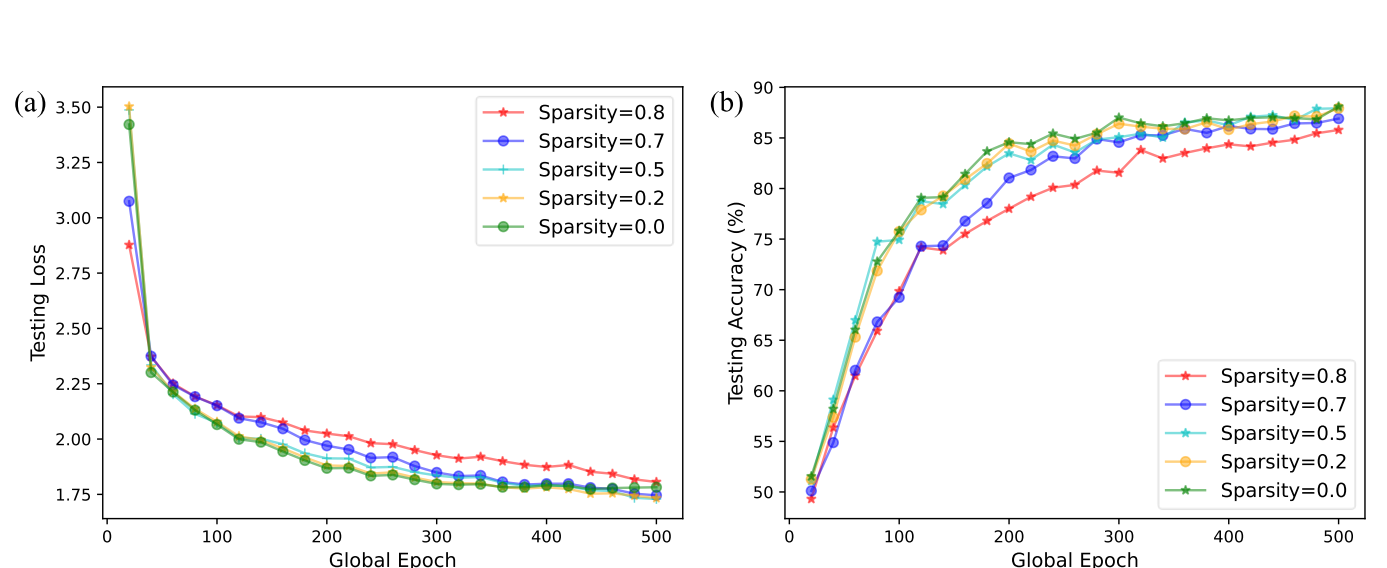 (a)
3.50
3.25
3.00
2.75
2.50
2.25
2.00
1.75
Testing Loss
0 100 200 300 400 500
Global Epoch
Sparsity=0.8
Sparsity=0.7
Sparsity=0.5
Sparsity=0.2
Sparsity=0.0
(b)
90
85
80
75
70
65
60
55
50
Testing Accuracy (%)
0 100 200 300 400 500
Global Epoch
Sparsity=0.8
Sparsity=0.7
Sparsity=0.5
Sparsity=0.2
Sparsity=0.0